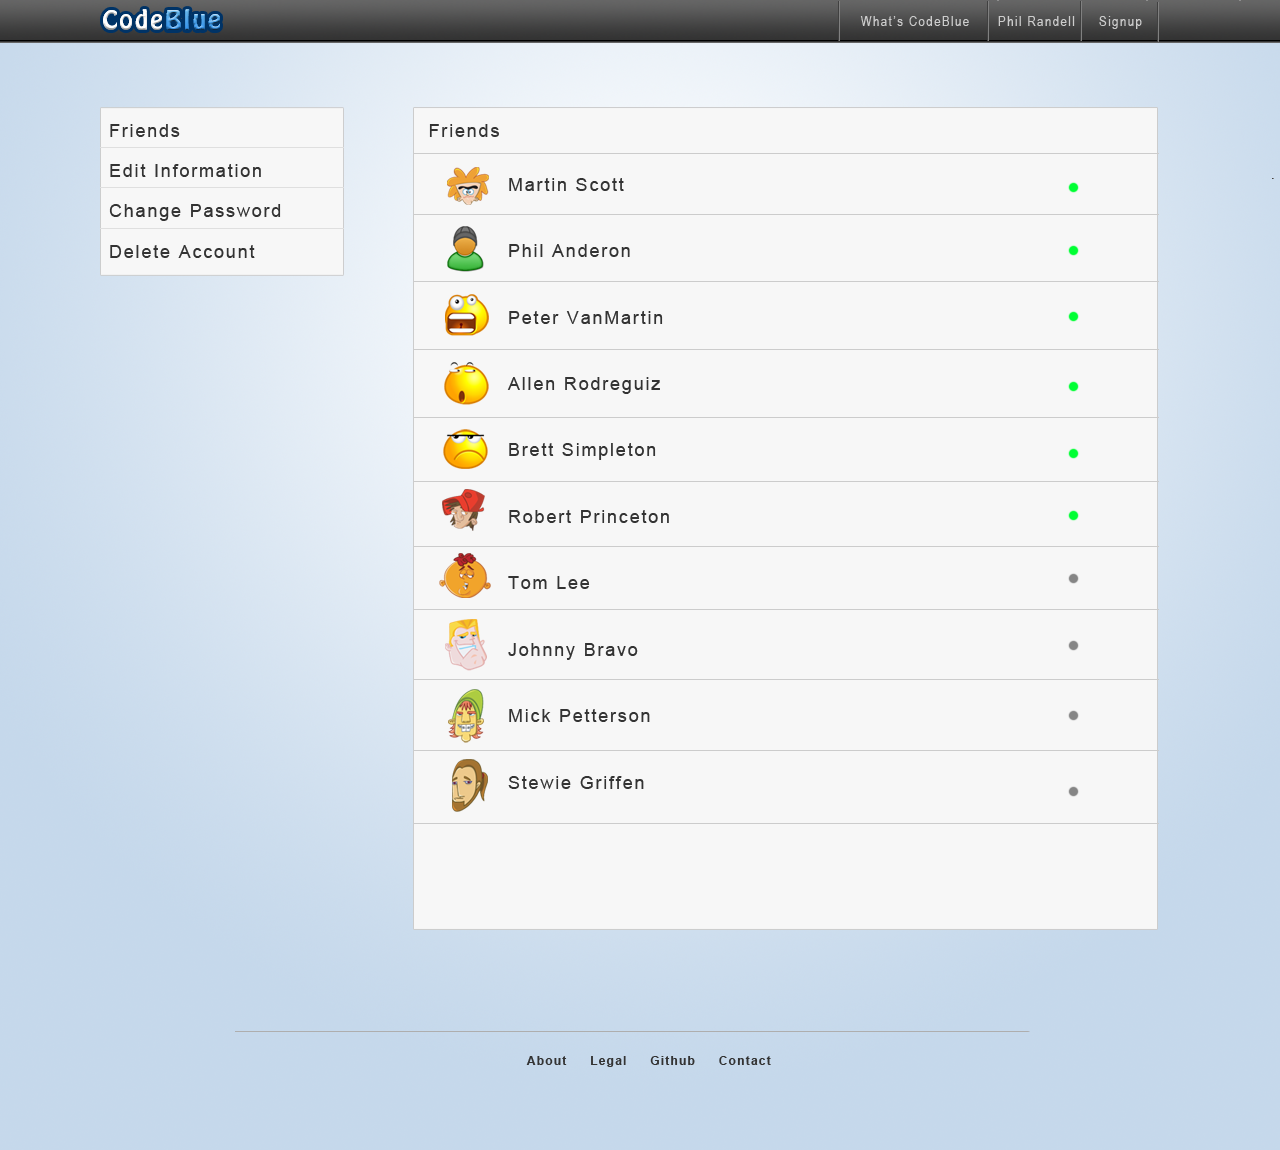 CodeBlue
What's CodeBlue
Phil Randell
Signup
Friends
Edit Information
Change Password
Delete Account
Friends
Martin Scott
Phil Anderon
Peter VanMartin
Allen Rodreguiz
Brett Simpleton
Robert Princeton
Tom Lee
Johnny Bravo
Mick Petterson
Stewie Griffen
About Legal Github Contact